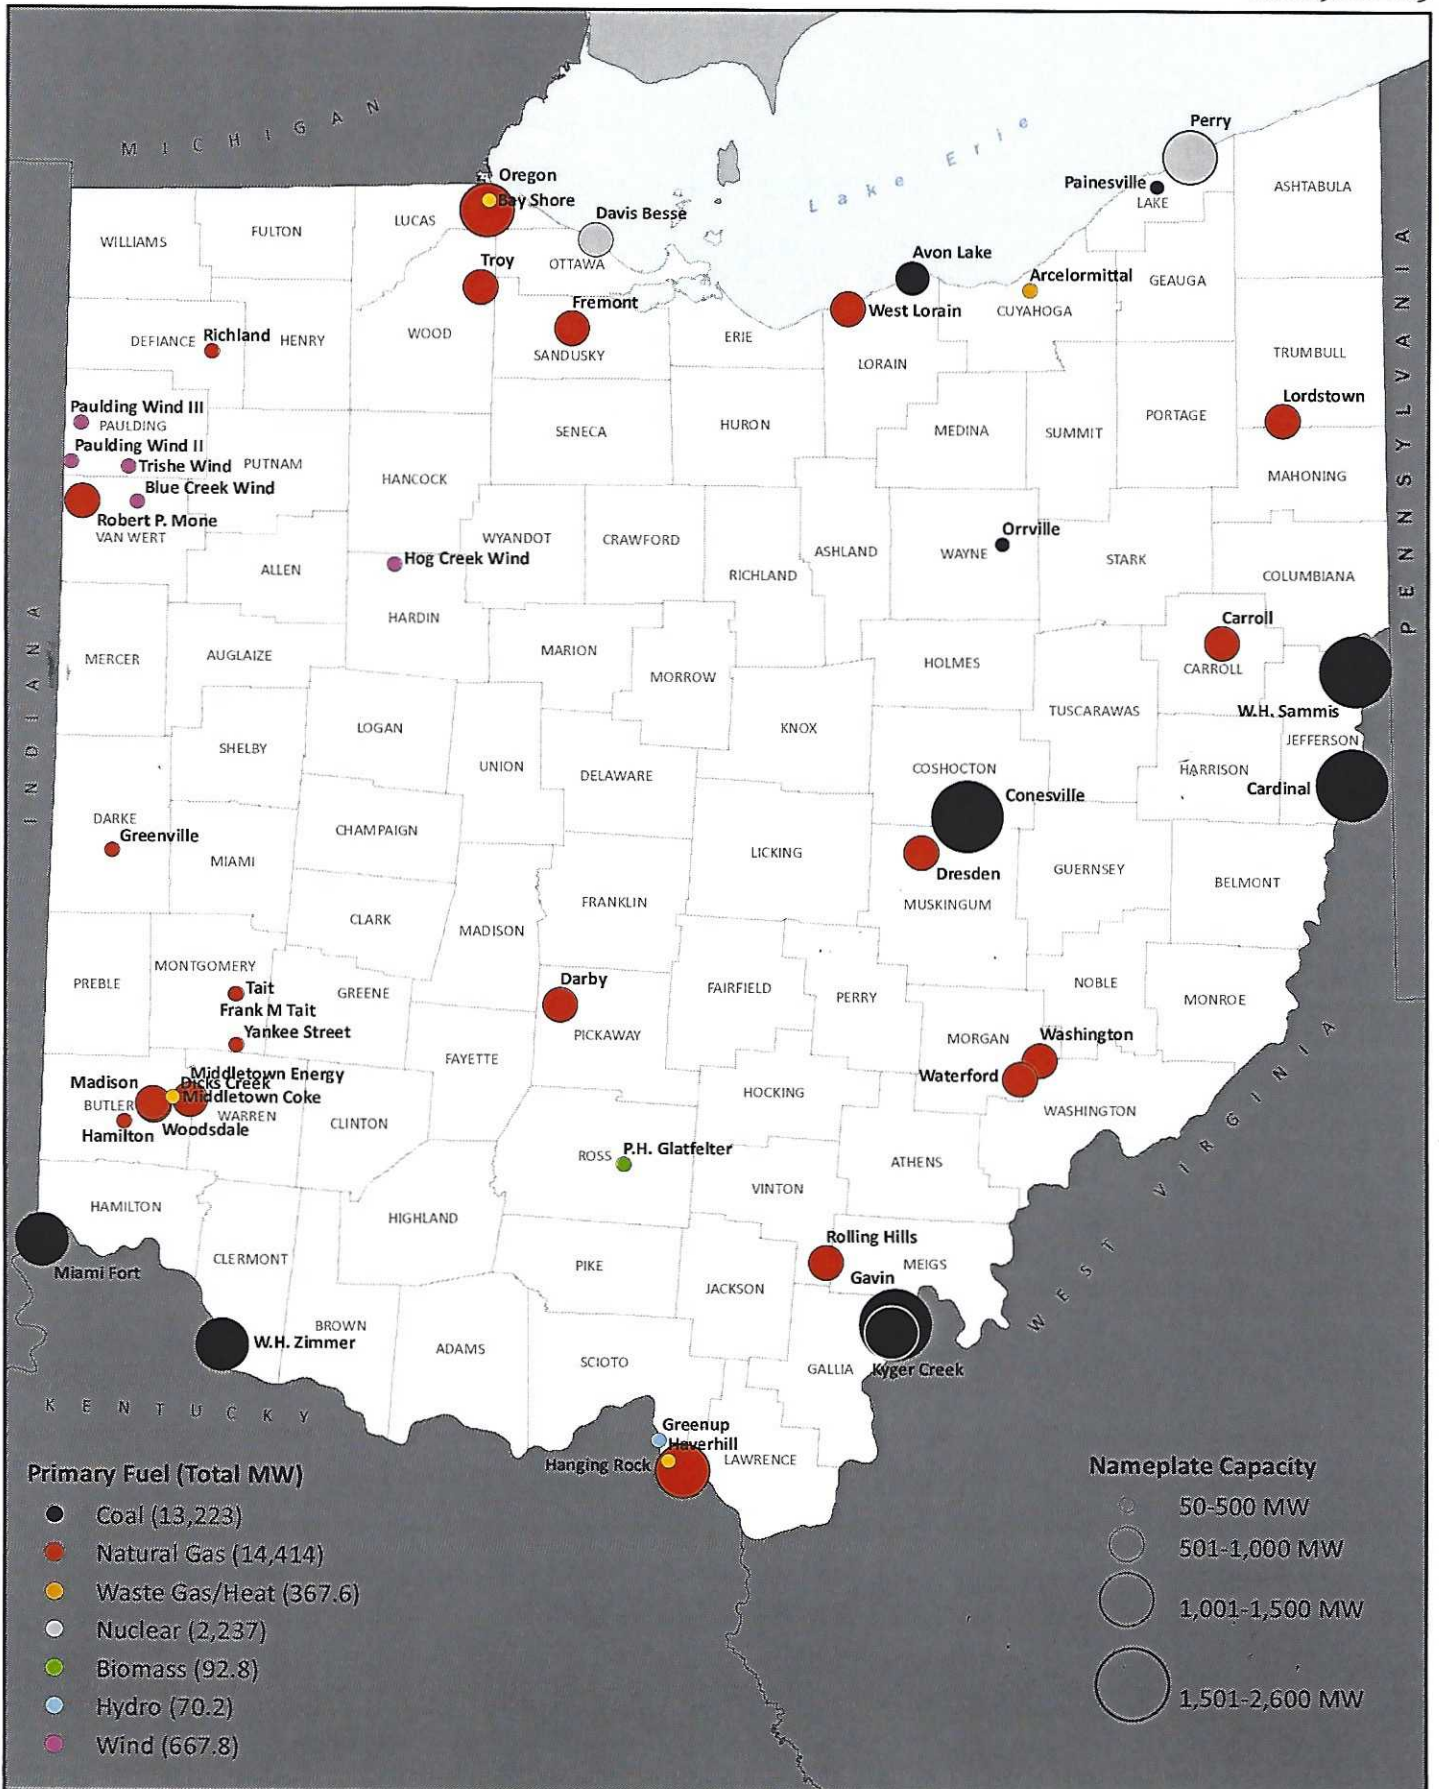 MICHIGAN
Lake Erie
Perry
Painesville
LAKE
ASHTABULA
Oregon
Bay Shore
LUCAS
Davis Besse
OTTAWA
WILLIAMS
FULTON
Troy
Avon Lake
Arcelormittal
CUYAHOGA
GEAUGA
Fremont
SANDUSKY
West Lorain
ERIE
LORAIN
WOOD
DEFIANCE
Richland
HENRY
TRUMBULL
Lordstown
PENNSYLVANIA
Paulding Wind III
PAULDING
Paulding Wind II
Trishe Wind
PUTNAM
Blue Creek Wind
Robert P. Mone
VAN WERT
HANCOCK
SENECA
HURON
MEDINA
SUMMIT
PORTAGE
MAHONING
WYANDOT
CRAWFORD
RICHLAND
ASHLAND
WAYNE
Orrville
STARK
COLUMBIANA
Hog Creek Wind
ALLEN
HARDIN
INDIANA
MERCER
AUGLAIZE
MARION
MORROW
HOLMES
Carroll
CARROLL
W.H. Sammis
JEFFERSON
TUSCARAWAS
LOGAN
SHELBY
UNION
DELAWARE
KNOX
COSHOCTON
Conesville
HARRISON
Cardinal
DARKE
Greenville
MIAMI
CHAMPAIGN
LICKING
Dresden
MUSKINGUM
GUERNSEY
BELMONT
CLARK
MADISON
FRANKLIN
PREBLE
MONTGOMERY
Tait
Frank M Tait
Yankee Street
GREENE
Darby
PICKAWAY
FAIRFIELD
PERRY
NOBLE
MONROE
FAYETTE
MORGAN
Washington
Waterford
WASHINGTON
Madison
Middletown Energy
Dicks Creek
Middletown Coke
BUTLER
WARREN
Hamilton
Woodsdale
CLINTON
HOCKING
ROSS
P.H. Glatfelter
ATHENS
VINTON
WEST VIRGINIA
HAMILTON
HIGHLAND
Miami Fort
CLERMONT
PIKE
Rolling Hills
MEIGS
Gavin
JACKSON
BROWN
W.H. Zimmer
ADAMS
SCIOTO
GALLIA
Kyger Creek
KENTUCKY
Greenup
Haverhill
Hanging Rock
LAWRENCE
Primary Fuel (Total MW)
Coal (13,223)
Natural Gas (14,414)
Waste Gas/Heat (367.6)
Nuclear (2,237)
Biomass (92.8)
Hydro (70.2)
Wind (667.8)
Nameplate Capacity
50-500 MW
501-1,000 MW
1,001-1,500 MW
1,501-2,600 MW